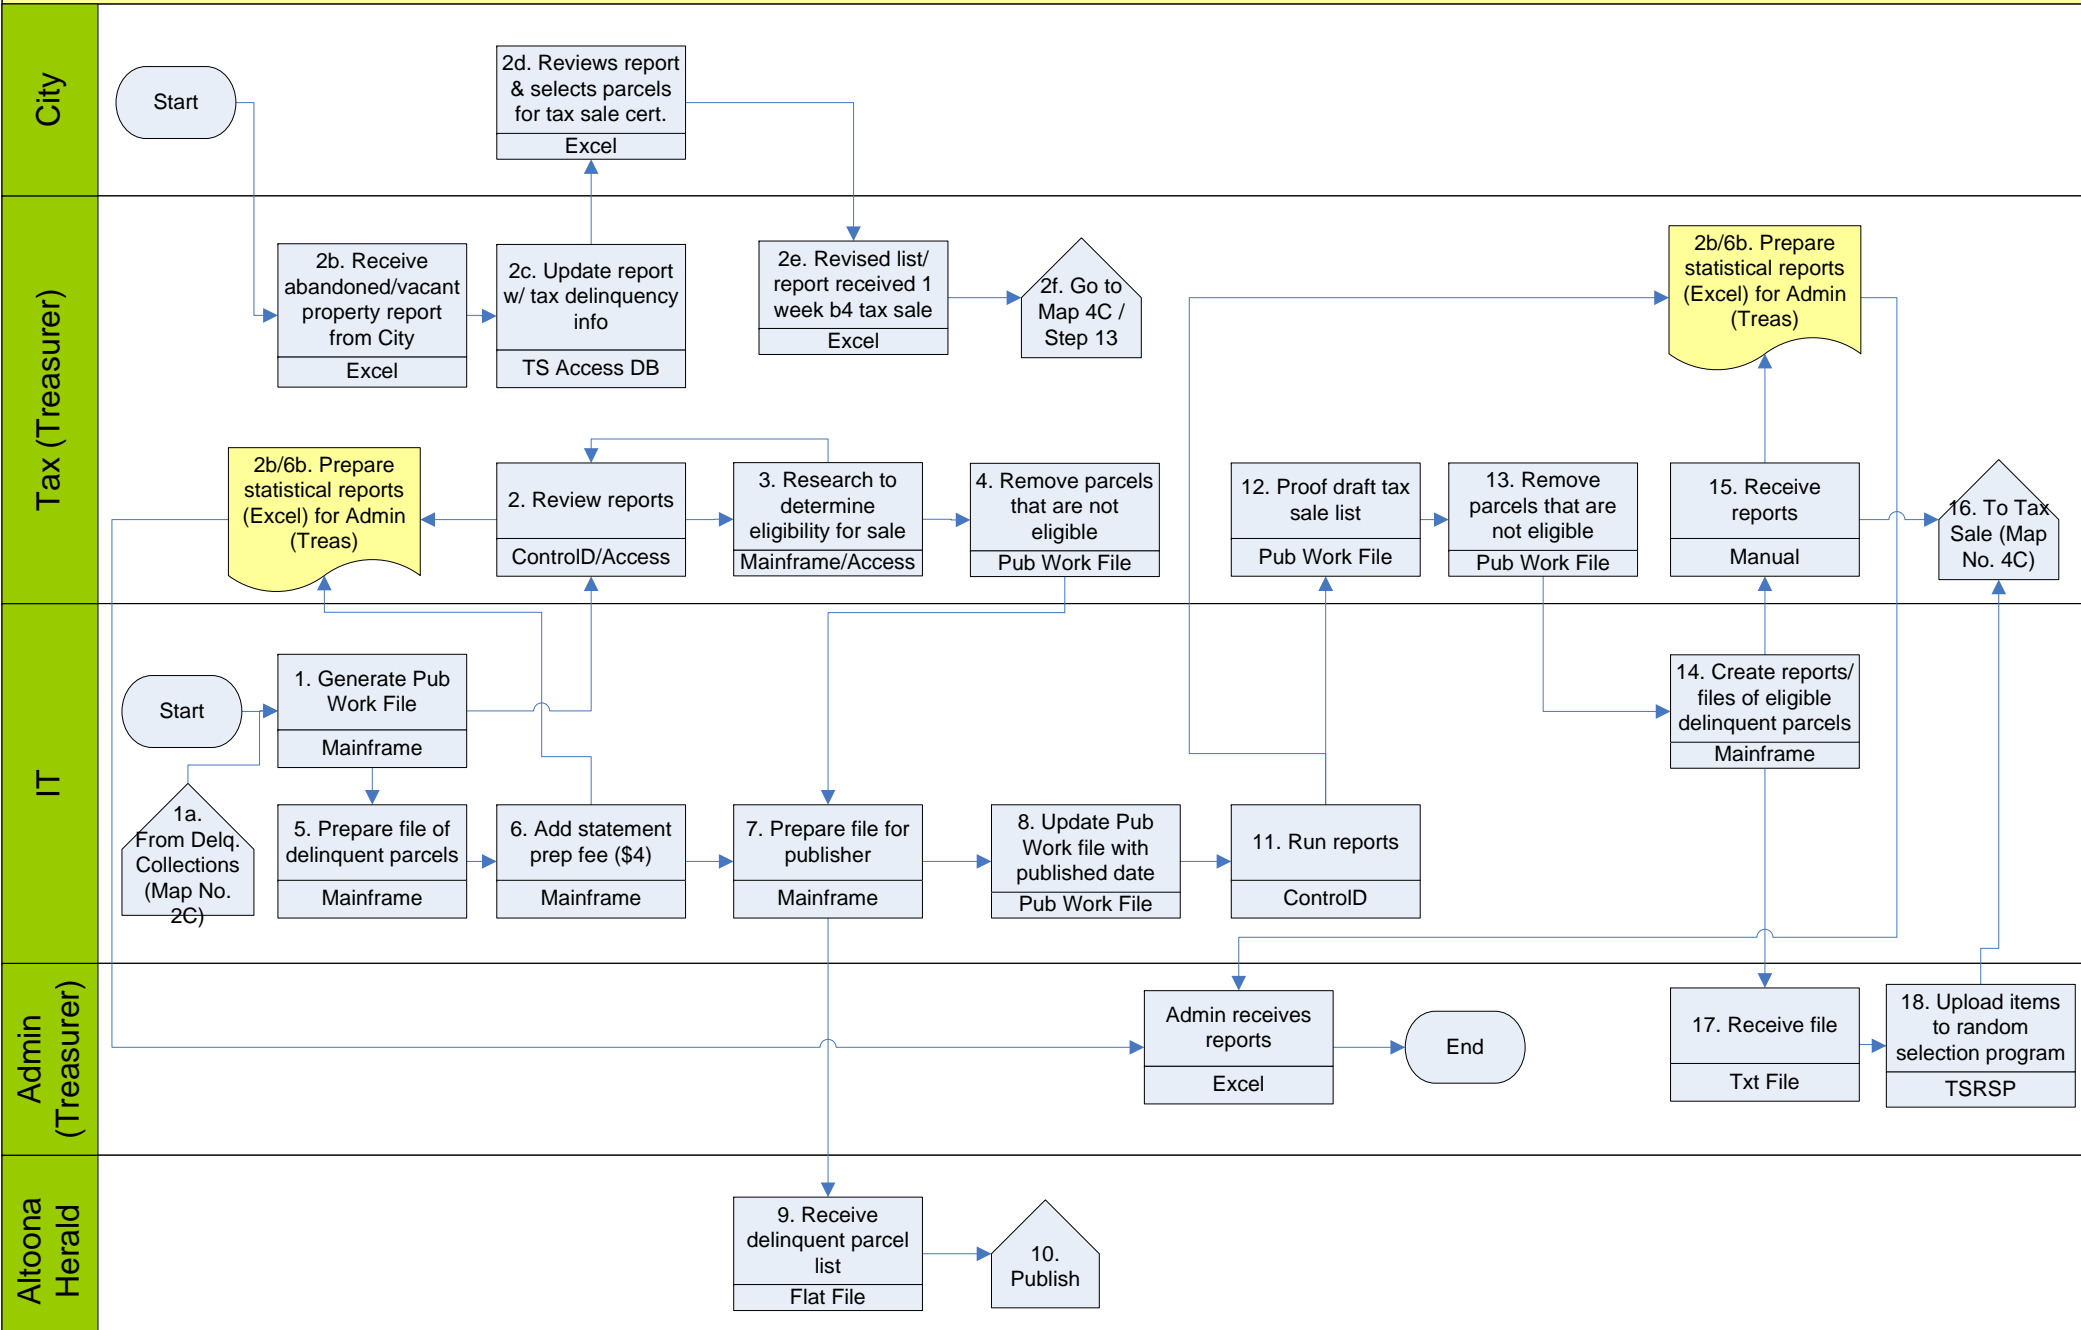 City
Start
2d. Reviews report
& selects parcels
for tax sale cert.
Excel
Tax (Treasurer)
2b. Receive
abandoned/vacant
property report
from City
Excel
2c. Update report
w/ tax delinquency
info
TS Access DB
2e. Revised list/
report received 1
week b4 tax sale
Excel
2f. Go to
Map 4C /
Step 13
2b/6b. Prepare
statistical reports
(Excel) for Admin
(Treas)
2b/6b. Prepare
statistical reports
(Excel) for Admin
(Treas)
2. Review reports
ControlD/Access
3. Research to
determine
eligibility for sale
Mainframe/Access
4. Remove parcels
that are not
eligible
Pub Work File
12. Proof draft tax
sale list
Pub Work File
13. Remove
parcels that are
not eligible
Pub Work File
15. Receive
reports
Manual
16. To Tax
Sale (Map
No. 4C)
IT
Start
1. Generate Pub
Work File
Mainframe
14. Create reports/
files of eligible
delinquent parcels
Mainframe
1a.
From Delq.
Collections
(Map No.
2C)
5. Prepare file of
delinquent parcels
Mainframe
6. Add statement
prep fee ($4)
Mainframe
7. Prepare file for
publisher
Mainframe
8. Update Pub
Work file with
published date
Pub Work File
11. Run reports
ControlD
Admin
(Treasurer)
Admin receives
reports
Excel
End
17. Receive file
Txt File
18. Upload items
to random
selection program
TSRSP
Altoona
Herald
9. Receive
delinquent parcel
list
Flat File
10.
Publish